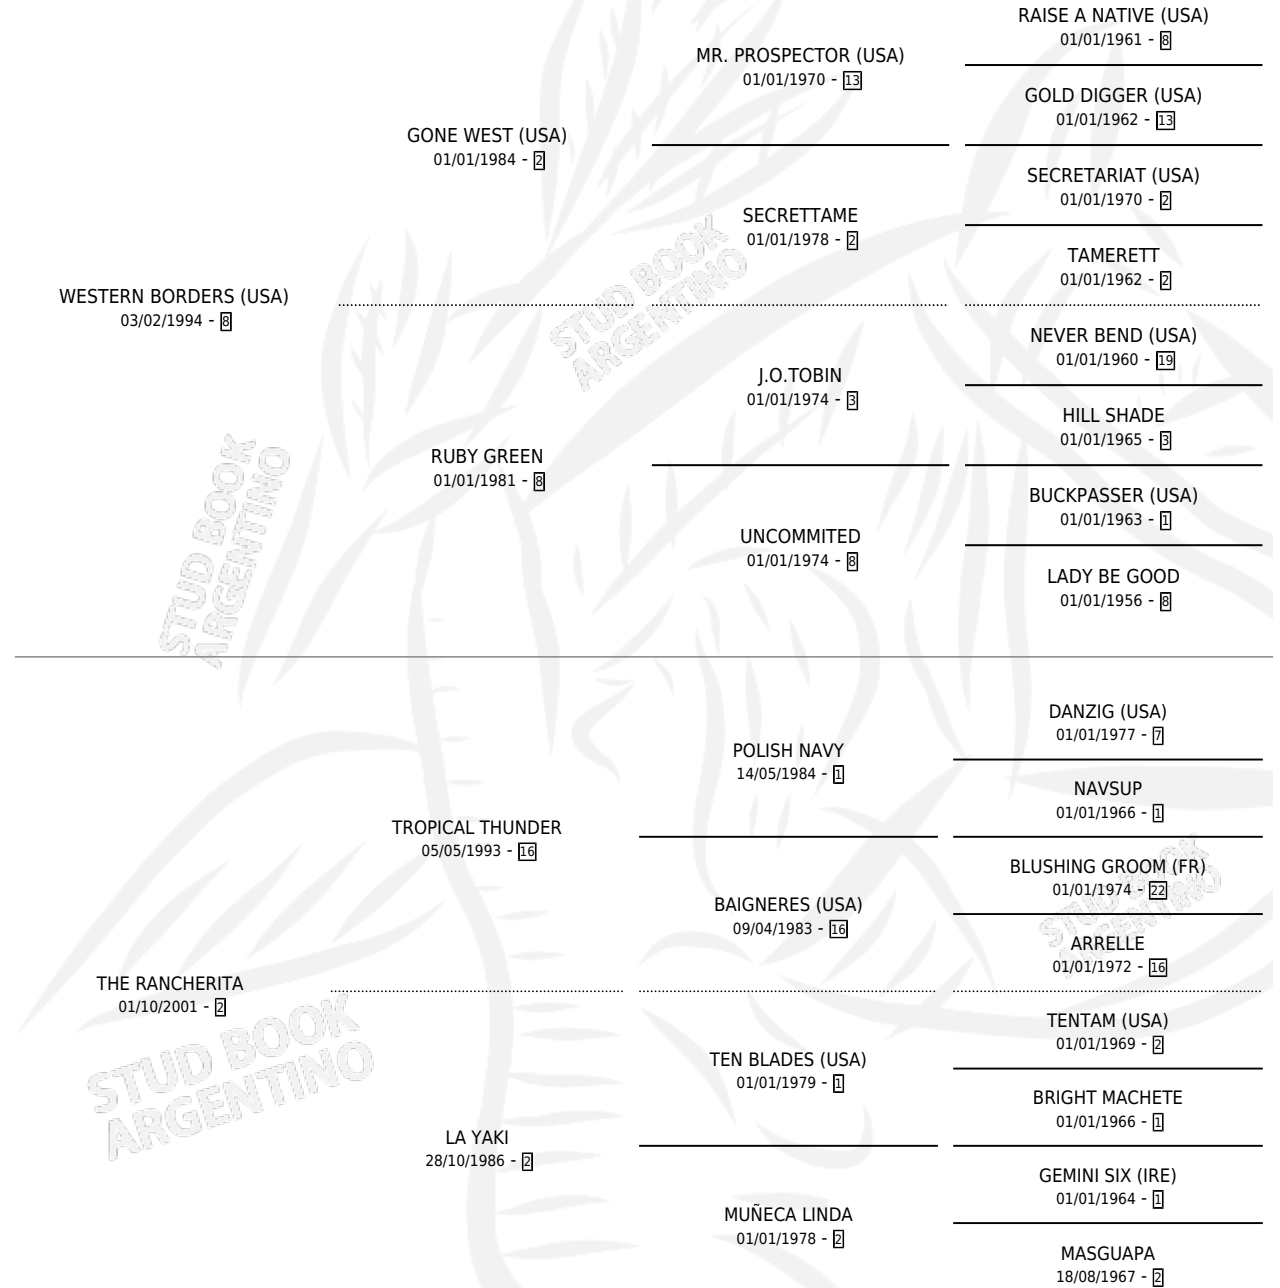 RAISE A NATIVE (USA)
01/01/1961 - 8
MR. PROSPECTOR (USA)
01/01/1970 - 13
GOLD DIGGER (USA)
01/01/1962 - 13
GONE WEST (USA)
01/01/1984 - 2
SECRETARIAT (USA)
01/01/1970 - 2
SECRETTAME
01/01/1978 - 2
TAMERETT
01/01/1962 - 2
WESTERN BORDERS (USA)
03/02/1994 - 8
STUD BOOK
ARGENTINO
NEVER BEND (USA)
01/01/1960 - 19
J.O.TOBIN
01/01/1974 - 3
HILL SHADE
01/01/1965 - 3
RUBY GREEN
01/01/1981 - 8
BUCKPASSER (USA)
01/01/1963 - 1
UNCOMMITED
01/01/1974 - 8
LADY BE GOOD
01/01/1956 - 8
STUD BOOK
ARGENTINO
DANZIG (USA)
01/01/1977 - 7
POLISH NAVY
14/05/1984 - 1
NAVSUP
01/01/1966 - 1
TROPICAL THUNDER
05/05/1993 - 16
BLUSHING GROOM (FR)
01/01/1974 - 22
BAIGNERES (USA)
09/04/1983 - 16
ARRELLE
01/01/1972 - 16
STUD BOOK
ARGENTINO
THE RANCHERITA
01/10/2001 - 2
TENTAM (USA)
01/01/1969 - 2
TEN BLADES (USA)
01/01/1979 - 1
BRIGHT MACHETE
01/01/1966 - 1
STUD BOOK
ARGENTINO
LA YAKI
28/10/1986 - 2
GEMINI SIX (IRE)
01/01/1964 - 1
MUÑECA LINDA
01/01/1978 - 2
MASGUAPA
18/08/1967 - 2